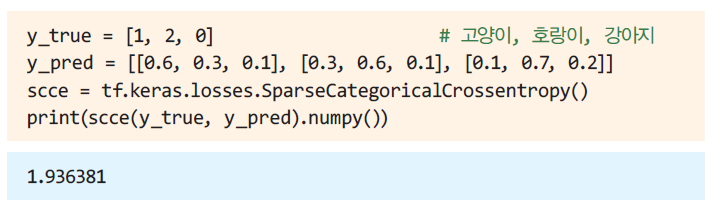 y_true = [1, 2, 0] # 고양이, 호랑이, 강아지
y_pred = [[0.6, 0.3, 0.1], [0.3, 0.6, 0.1], [0.1, 0.7, 0.2]]
scce = tf.keras.losses.SparseCategoricalCrossentropy()
print(scce(y_true, y_pred).numpy())
1.936381